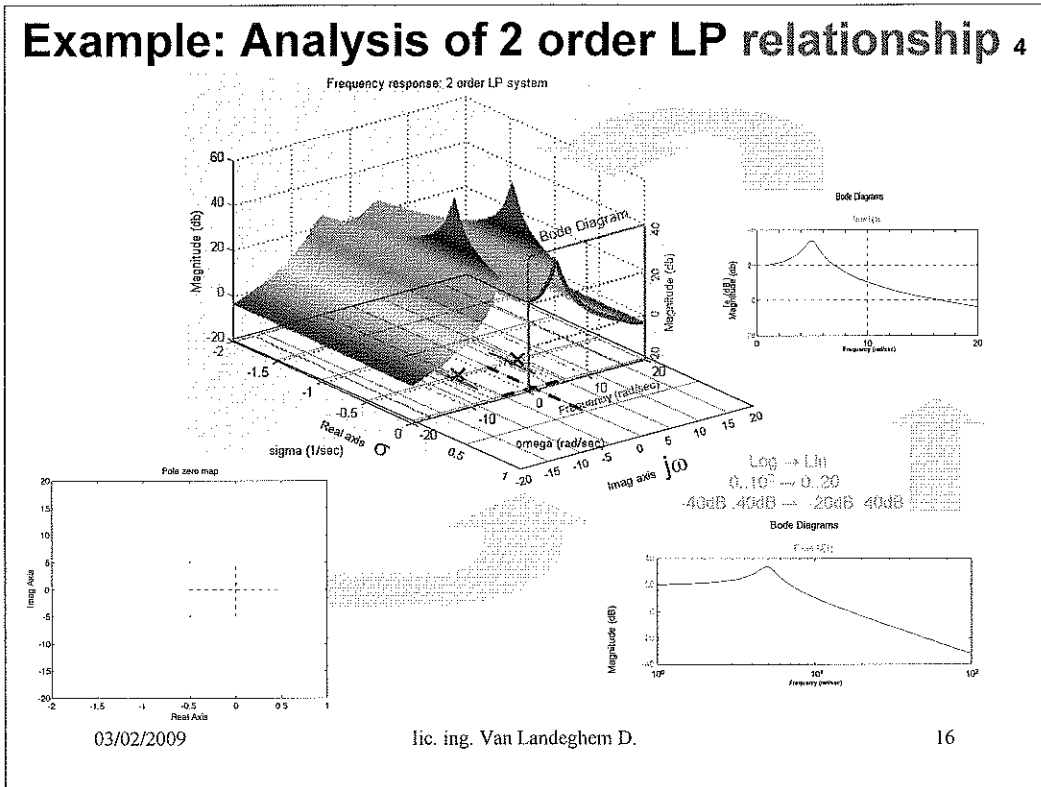 Example: Analysis of 2 order LP relationship 4
Frequency response: 2 order LP system
60
40
20
0
-20
Magnitude (db)
-2
-1.5
-1
-0.5
0
0.5
1
Real axis σ
sigma (1/sec)
-20
-10
0
10
20
Frequency (rad/sec)
omega (rad/sec)
-20 -15 -10 -5 0 5 10 15 20
Imag axis jω
Bode Diagram
40
20
0
-20
Magnitude (db)
Bode Diagrams
Magnitude (db)
0 10 20
Frequency (rad/sec)
Log → Lin
-40dB..40dB → -20dB 40dB
Bode Diagrams
Magnitude (dB)
10⁰ 10¹ 10²
Frequency (rad/sec)
Pole zero map
20
15
10
5
0
-5
-10
-15
-20
Imag Axis
-2 -1.5 -1 -0.5 0 0.5 1
Real Axis
03/02/2009 lic. ing. Van Landeghem D. 16